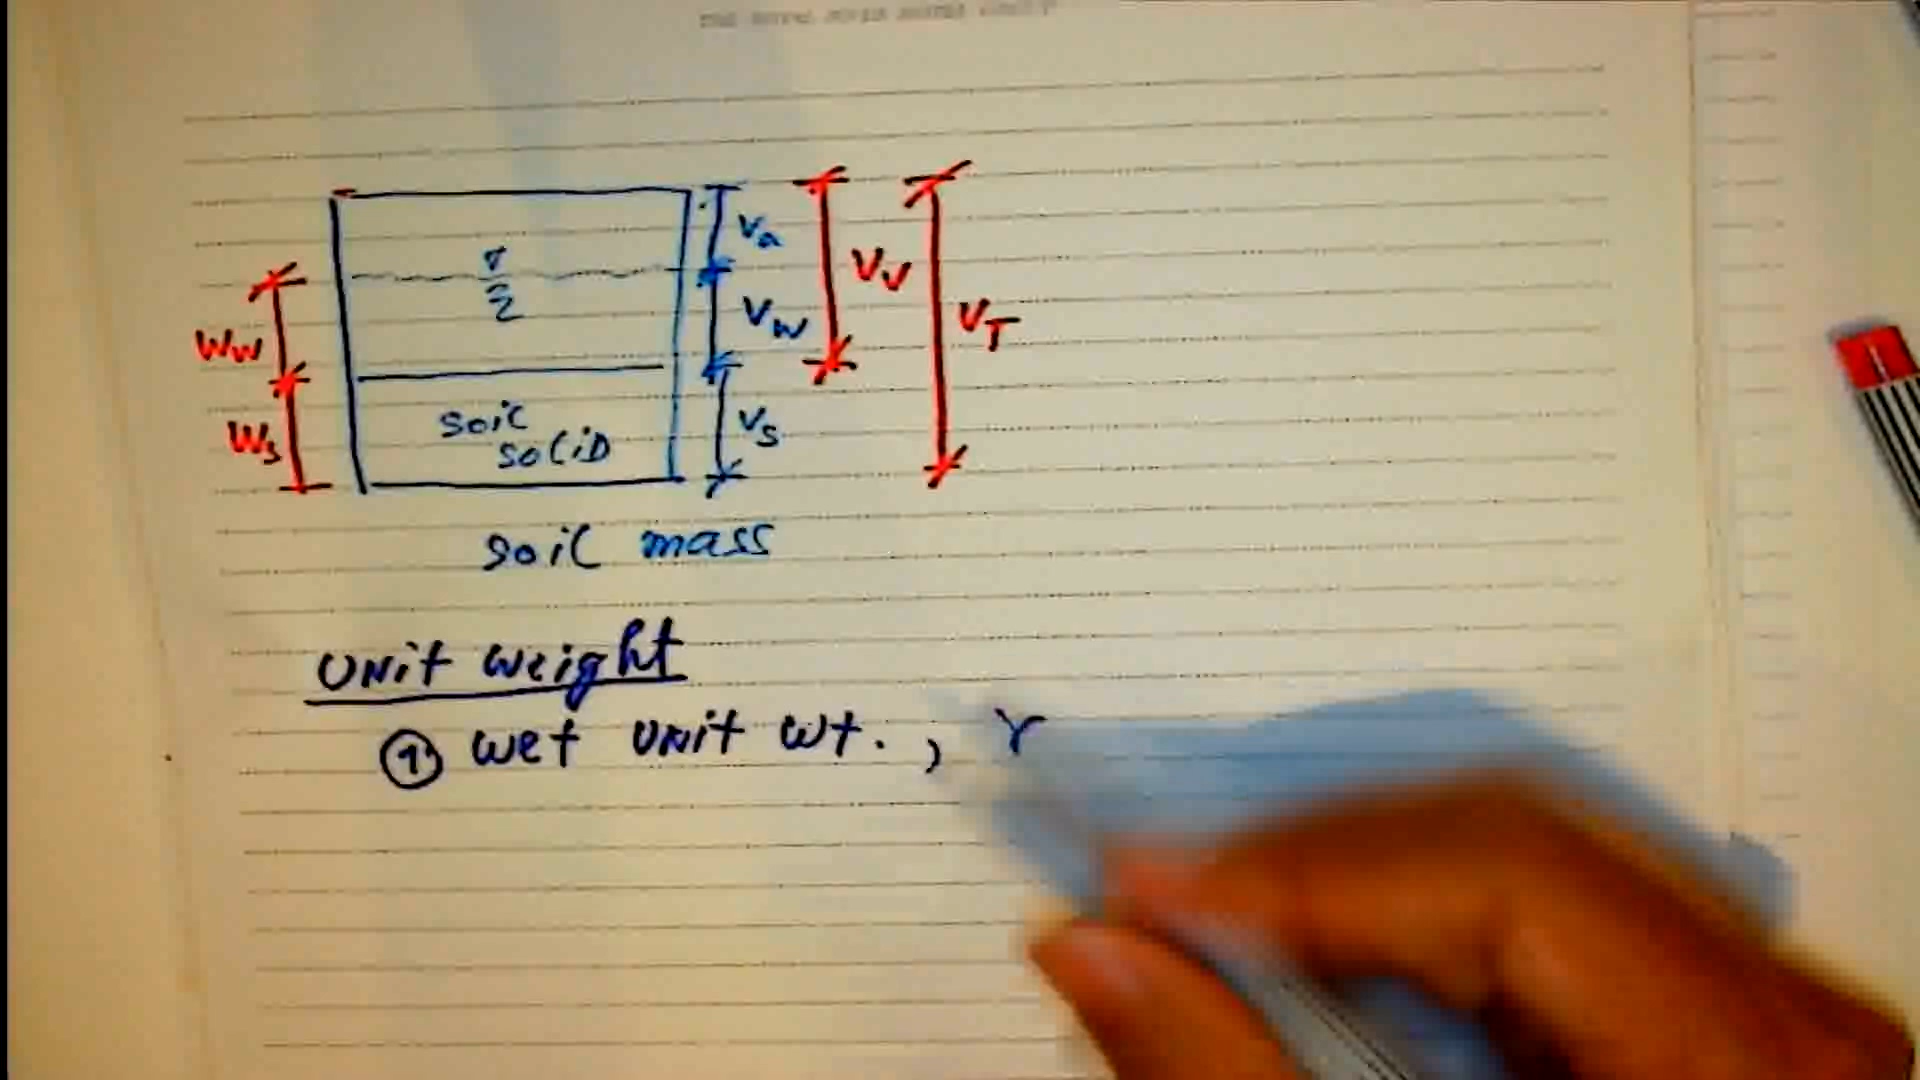 Va
Vw
Vs
Vv
VT
Ww
Ws
soil
solid
soil mass
Unit weight
① wet unit wt. , γ